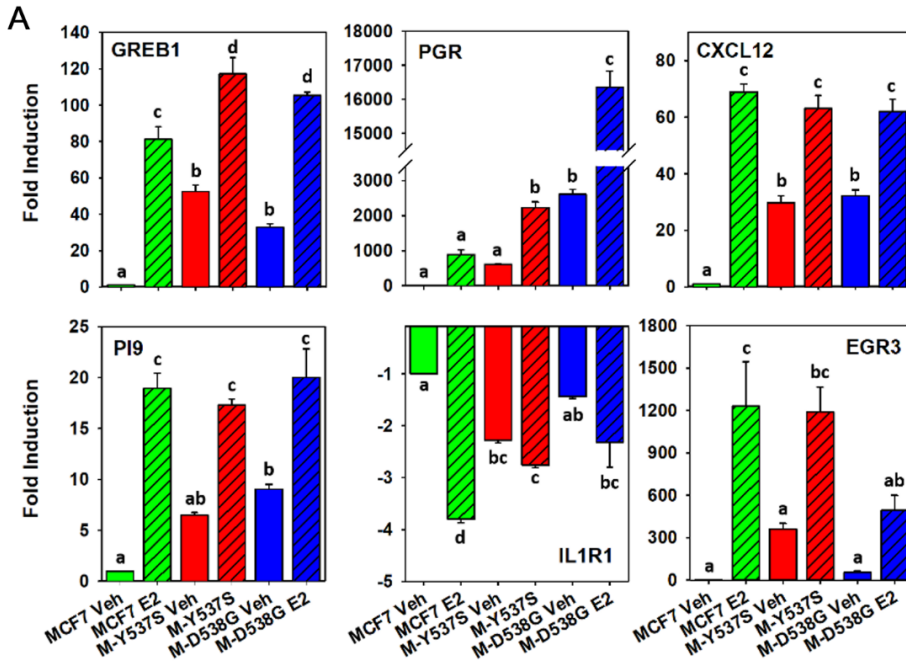 A
GREB1
PGR
CXCL12
Fold Induction
140
120
100
80
60
40
20
0
a
c
b
d
b
d
17000
16000
15000
3000
2000
1000
0
a
a
a
b
b
c
80
60
40
20
0
a
c
b
c
b
c
PI9
IL1R1
EGR3
Fold Induction
25
20
15
10
5
0
a
c
ab
c
b
c
-1
-2
-3
-4
-5
a
d
bc
c
ab
bc
1800
1500
1200
900
600
300
0
a
c
a
bc
a
ab
MCF7 Veh
MCF7 E2
M-Y537S Veh
M-Y537S
M-D538G Veh
M-D538G E2
MCF7 Veh
MCF7 E2
M-Y537S Veh
M-Y537S
M-D538G Veh
M-D538G E2
MCF7 Veh
MCF7 E2
M-Y537S Veh
M-Y537S
M-D538G Veh
M-D538G E2